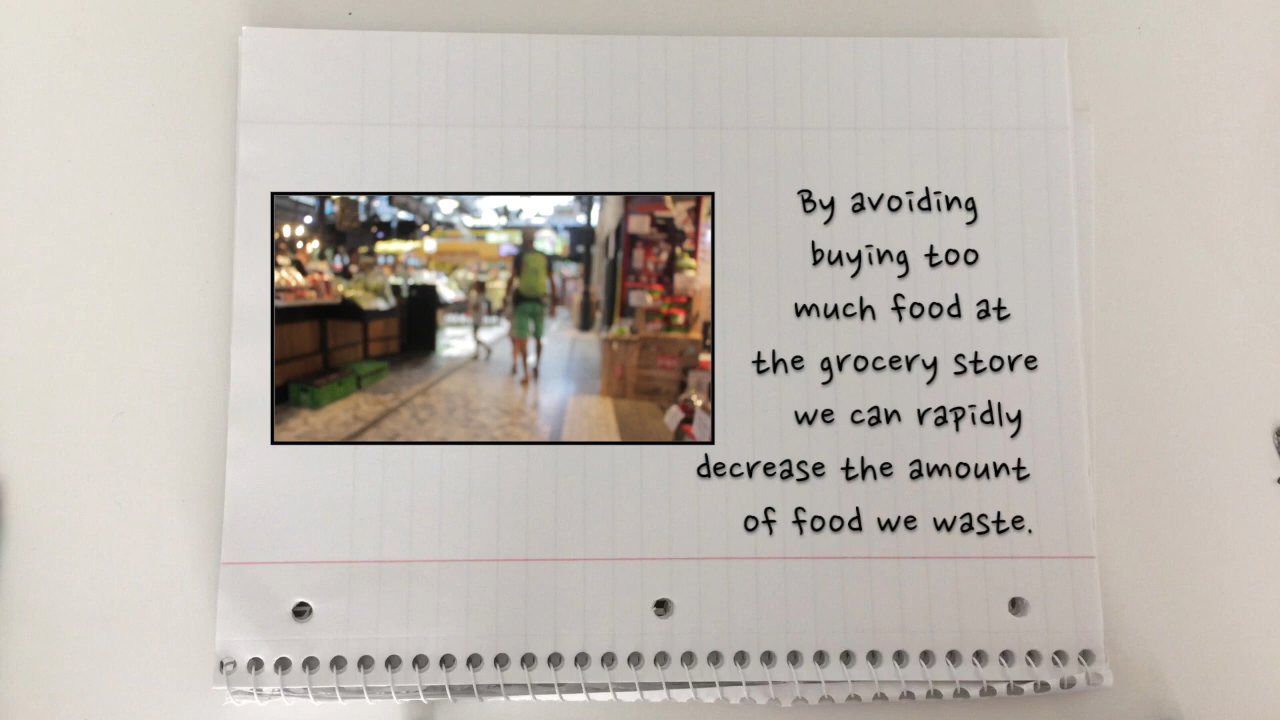 By avoiding
buying too
much food at
the grocery store
we can rapidly
decrease the amount
of food we waste.